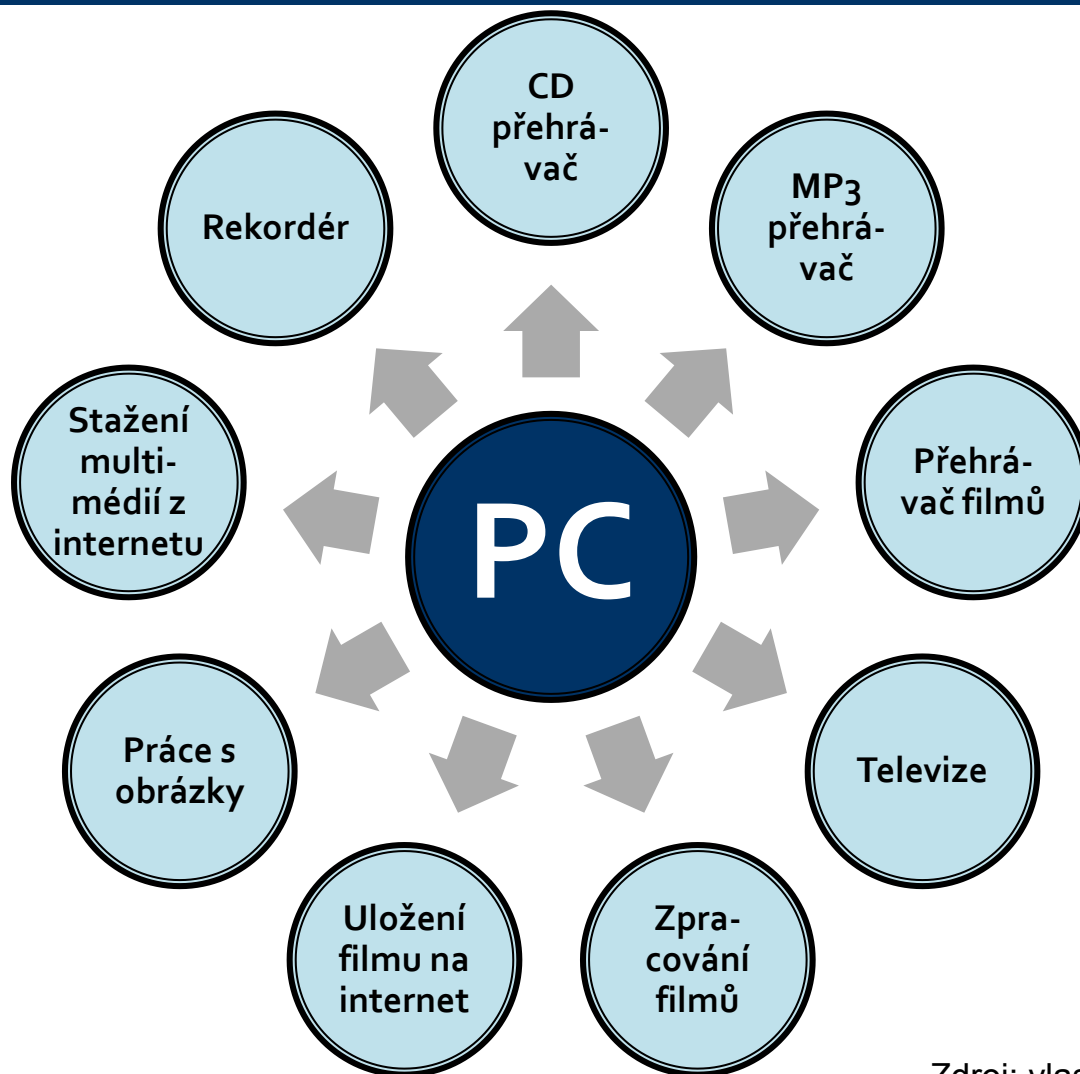 CD
přehrá-
vač
MP3
přehrá-
vač
Rekordér
Stažení
multi-
médií z
internetu
Přehrá-
vač filmů
PC
Práce s
obrázky
Televize
Uložení
filmu na
internet
Zpra-
cování
filmů
Zdroj: